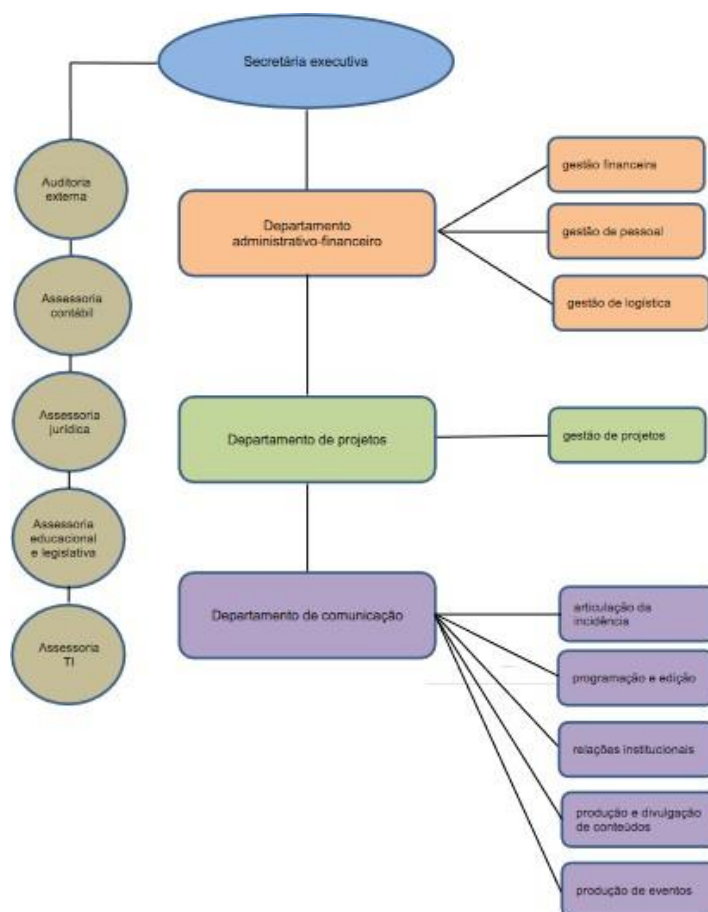 Secretária executiva
Auditoria
externa
Assessoria
contábil
Assessoria
jurídica
Assessoria
educacional
e legislativa
Assessoria
TI
Departamento
administrativo-financeiro
gestão financeira
gestão de pessoal
gestão de logística
Departamento de projetos
gestão de projetos
Departamento de comunicação
articulação da
incidência
programação e edição
relações institucionais
produção e divulgação
de conteúdos
produção de eventos